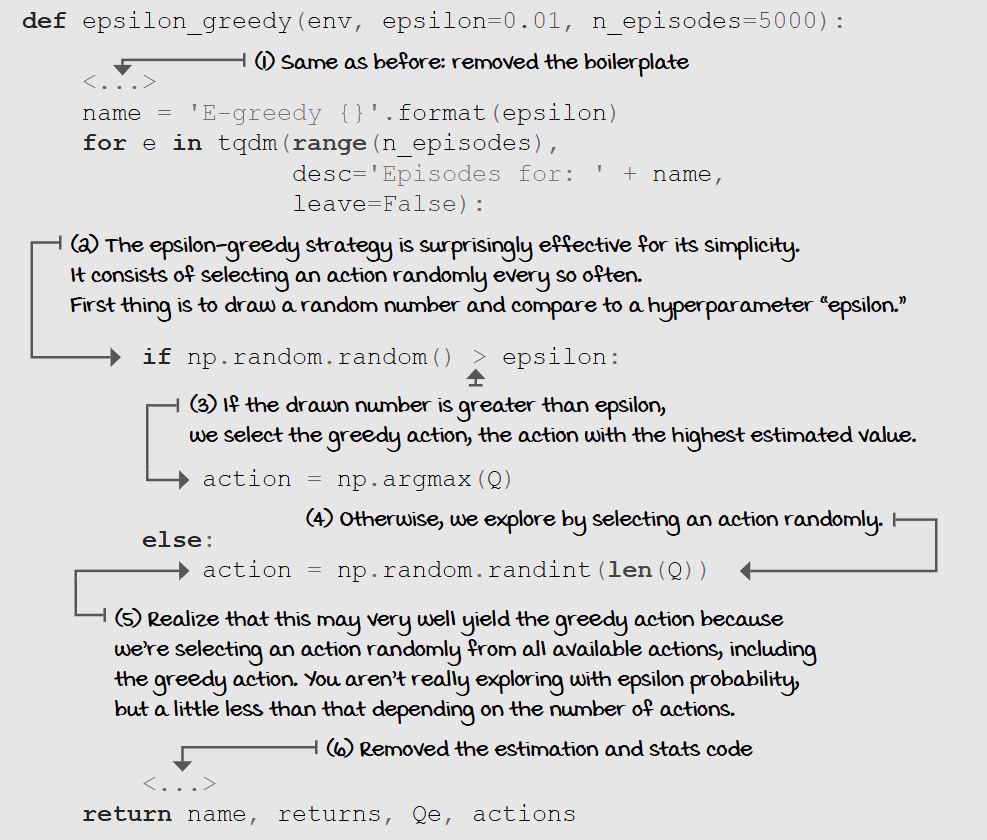 def epsilon_greedy(env, epsilon=0.01, n_episodes=5000):
(1) Same as before: removed the boilerplate
<...>
name = 'E-greedy {}'.format(epsilon)
for e in tqdm(range(n_episodes),
desc='Episodes for: ' + name,
leave=False):
(2) The epsilon-greedy strategy is surprisingly effective for its simplicity.
It consists of selecting an action randomly every so often.
First thing is to draw a random number and compare to a hyperparameter “epsilon.”
if np.random.random() > epsilon:
(3) If the drawn number is greater than epsilon,
we select the greedy action, the action with the highest estimated value.
action = np.argmax(Q)
(4) Otherwise, we explore by selecting an action randomly.
else:
action = np.random.randint(len(Q))
(5) Realize that this may very well yield the greedy action because
we're selecting an action randomly from all available actions, including
the greedy action. You aren't really exploring with epsilon probability,
but a little less than that depending on the number of actions.
(6) Removed the estimation and stats code
<...>
return name, returns, Qe, actions